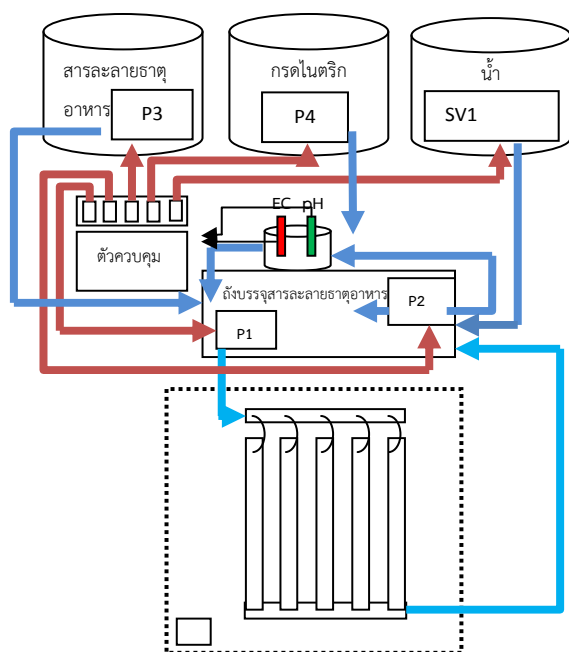 สารละลายธาตุ
อาหาร
P3
กรดไนตริก
P4
น้ำ
SV1
EC pH
ตัวควบคุม
ถังบรรจุสารละลายธาตุอาหาร
P2
P1